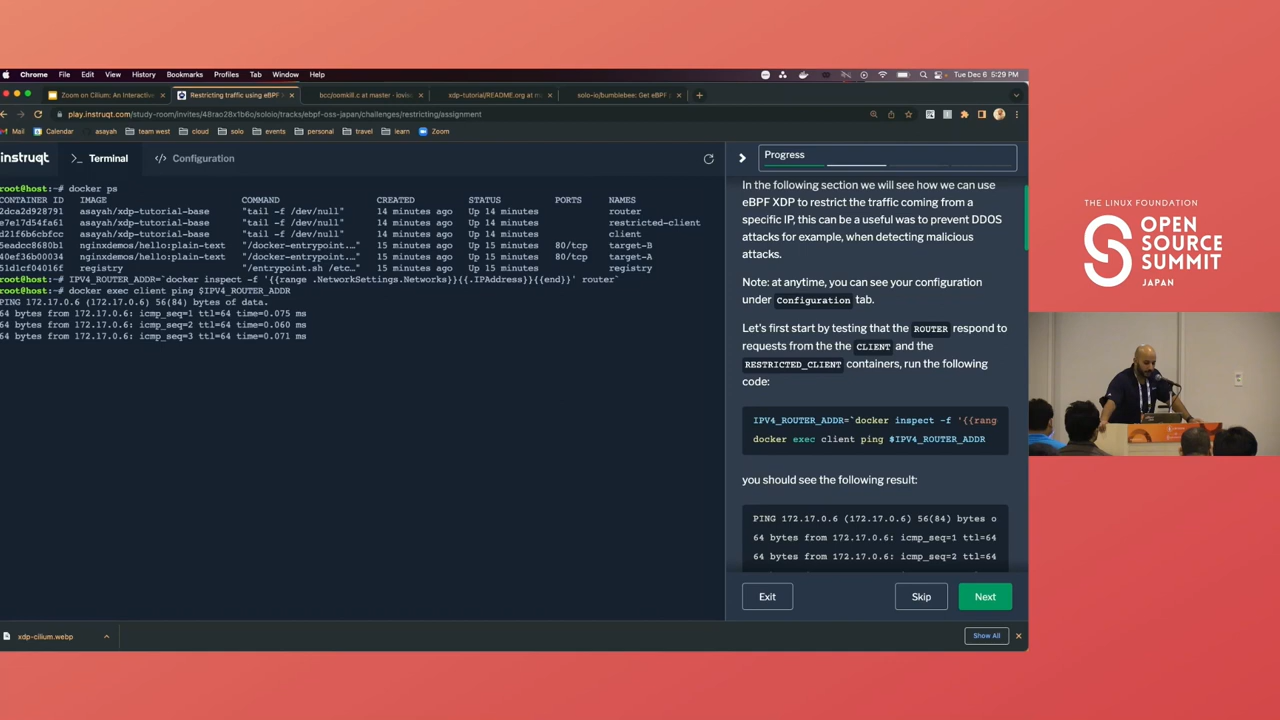 Chrome File Edit View History Bookmarks Profiles Tab Window Help Tue Dec 6 5:29 PM
Zoom on Cilium: An Interactive Restricting traffic using eBPF bcc/oomkill.c at master · iovis xdp-tutorial/README.org at m solo-io/bumblebee: Get eBPF
play.instruqt.com/study-room/invites/48rao28x1b6o/soloio/tracks/ebpf-oss-japan/challenges/restricting/assignment
Mail Calendar asayah team west cloud solo events personal travel learn Zoom
instruqt Terminal Configuration
root@host:~# docker ps
CONTAINER ID IMAGE COMMAND CREATED STATUS PORTS NAMES
2dca2d928791 asayah/xdp-tutorial-base "tail -f /dev/null" 14 minutes ago Up 14 minutes router
e7e17d54fa61 asayah/xdp-tutorial-base "tail -f /dev/null" 14 minutes ago Up 14 minutes restricted-client
d21f6b6cbfcc asayah/xdp-tutorial-base "tail -f /dev/null" 14 minutes ago Up 14 minutes client
5eadcc8680b1 nginxdemos/hello:plain-text "/docker-entrypoint.…" 15 minutes ago Up 15 minutes 80/tcp target-B
40ef36b00034 nginxdemos/hello:plain-text "/docker-entrypoint.…" 15 minutes ago Up 15 minutes 80/tcp target-A
51d1cf04016f registry "/entrypoint.sh /etc…" 15 minutes ago Up 15 minutes registry
root@host:~# IPV4_ROUTER_ADDR=`docker inspect -f '{{range .NetworkSettings.Networks}}{{.IPAddress}}{{end}}' router`
root@host:~# docker exec client ping $IPV4_ROUTER_ADDR
PING 172.17.0.6 (172.17.0.6) 56(84) bytes of data.
64 bytes from 172.17.0.6: icmp_seq=1 ttl=64 time=0.075 ms
64 bytes from 172.17.0.6: icmp_seq=2 ttl=64 time=0.060 ms
64 bytes from 172.17.0.6: icmp_seq=3 ttl=64 time=0.071 ms
Progress
In the following section we will see how we can use
eBPF XDP to restrict the traffic coming from a
specific IP, this can be a useful was to prevent DDOS
attacks for example, when detecting malicious
attacks.
Note: at anytime, you can see your configuration
under Configuration tab.
Let's first start by testing that the ROUTER respond to
requests from the the CLIENT and the
RESTRICTED_CLIENT containers, run the following
code:
IPV4_ROUTER_ADDR=`docker inspect -f '{{rang
docker exec client ping $IPV4_ROUTER_ADDR
you should see the following result:
PING 172.17.0.6 (172.17.0.6) 56(84) bytes o
64 bytes from 172.17.0.6: icmp_seq=1 ttl=64
64 bytes from 172.17.0.6: icmp_seq=2 ttl=64
Exit Skip Next
xdp-cilium.webp Show All
THE LINUX FOUNDATION
OPEN
SOURCE
SUMMIT
JAPAN